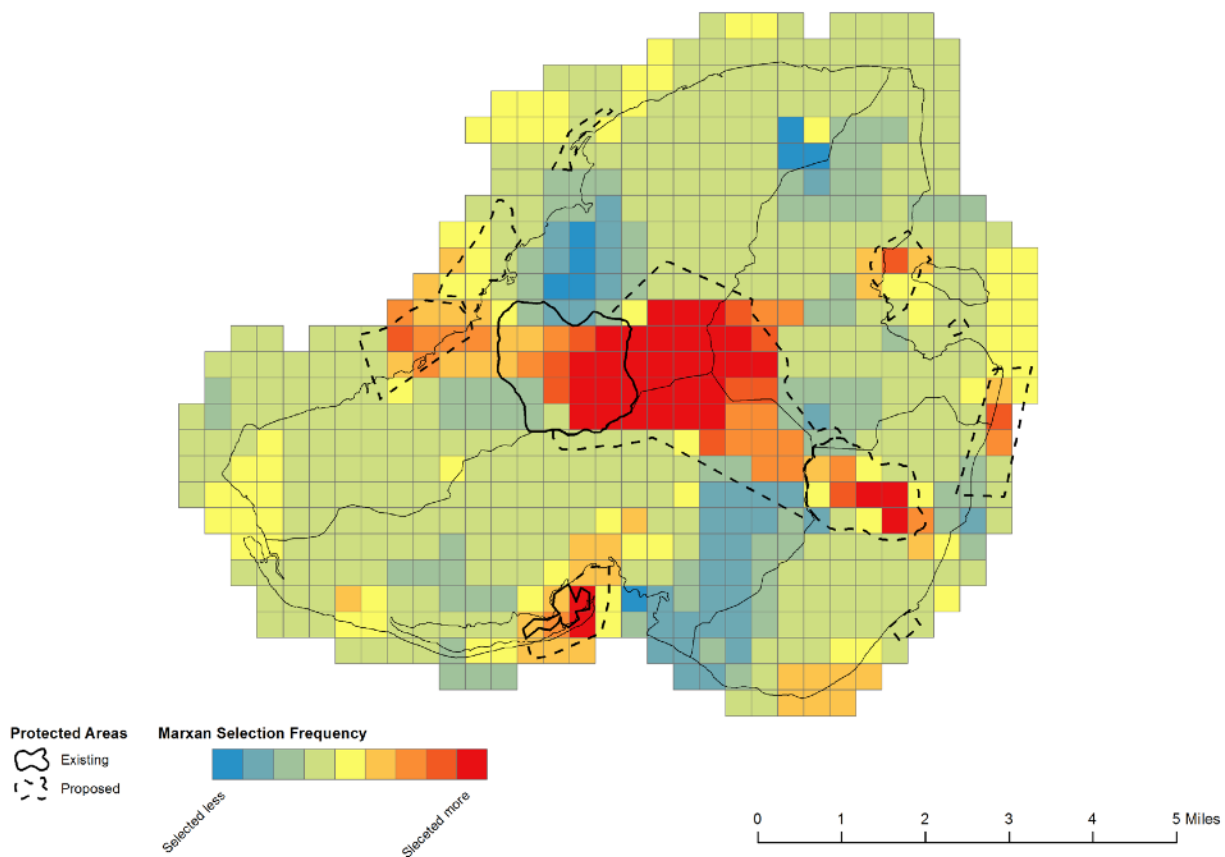 Protected Areas
Existing
Proposed
Marxan Selection Frequency
Selected less
Sleceted more
0 1 2 3 4 5 Miles